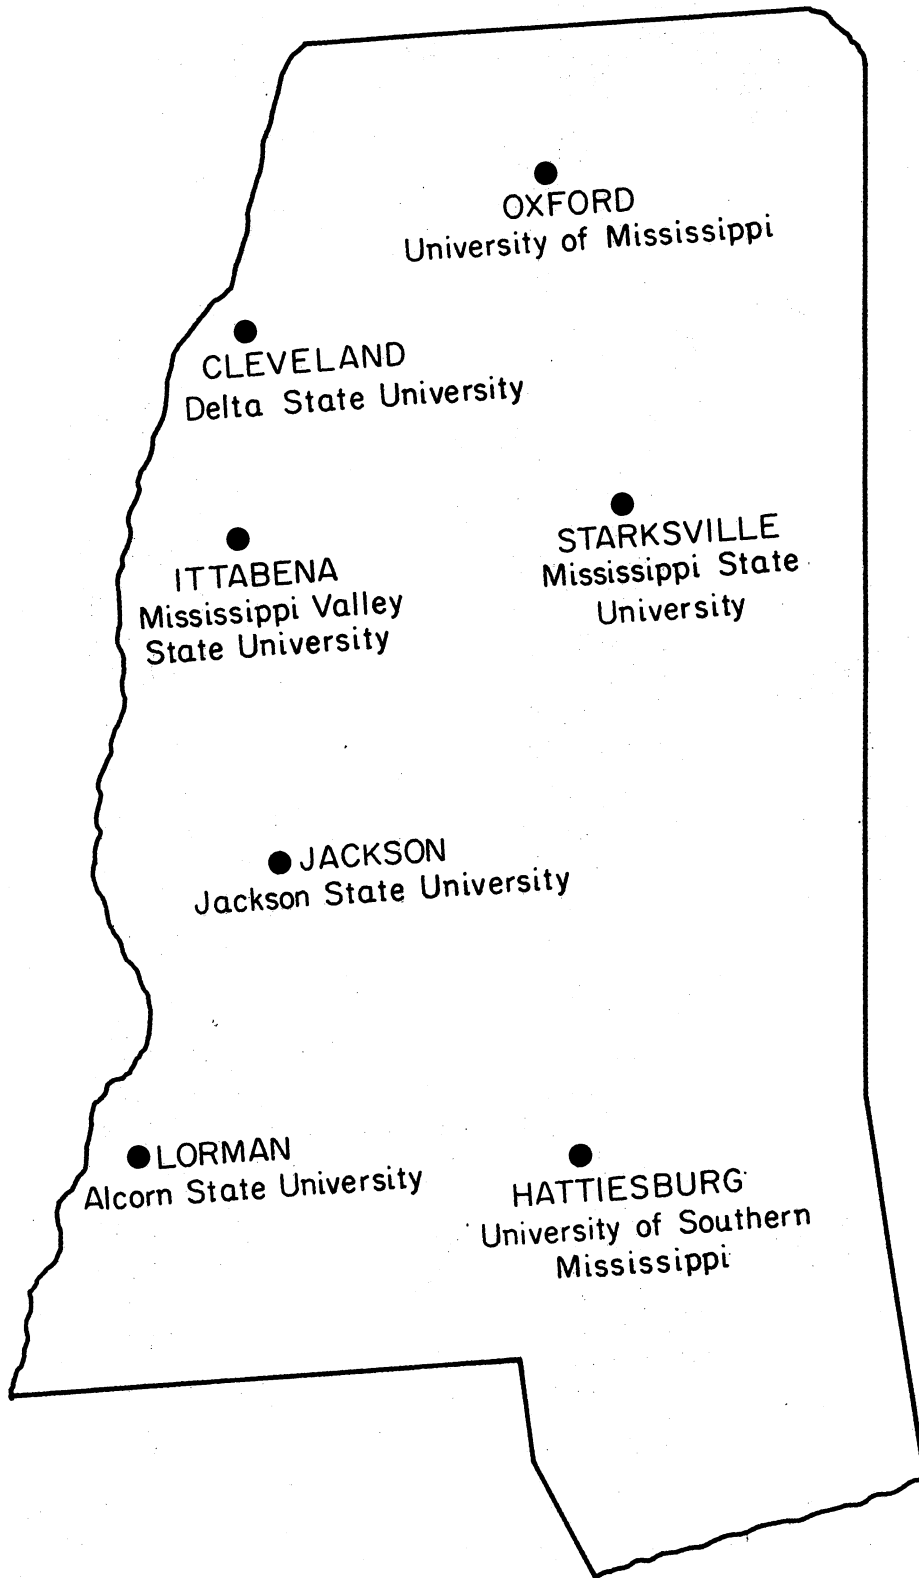 OXFORD
University of Mississippi
CLEVELAND
Delta State University
STARKSVILLE
Mississippi State
University
ITTABENA
Mississippi Valley
State University
JACKSON
Jackson State University
LORMAN
Alcorn State University
HATTIESBURG
University of Southern
Mississippi